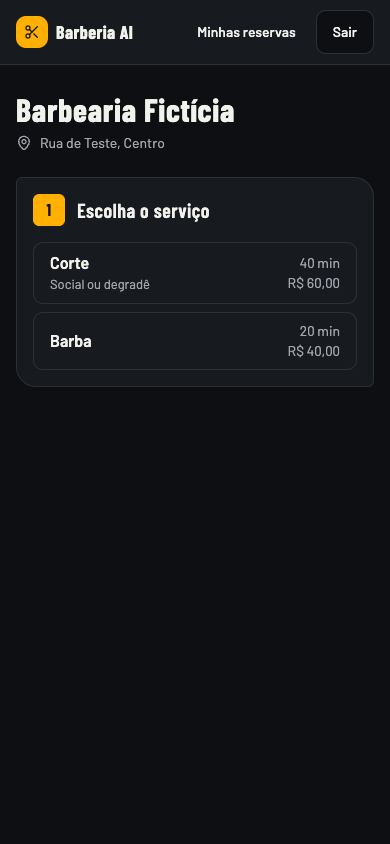 Barberia AI
Minhas reservas
Sair
Barbearia Fictícia
Rua de Teste, Centro
1
Escolha o serviço
Corte
40 min
Social ou degradê
R$ 60,00
Barba
20 min
R$ 40,00